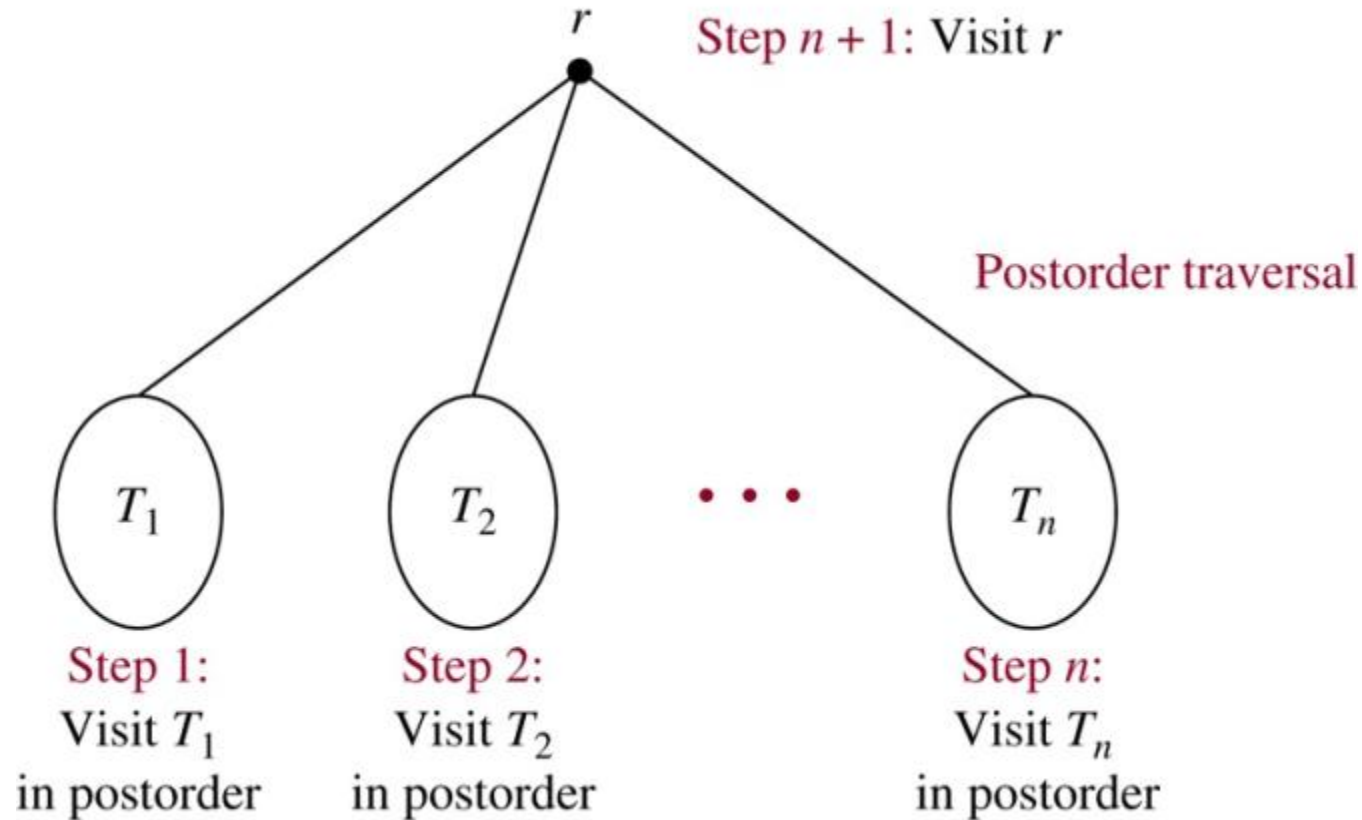 r
Step n + 1: Visit r
Postorder traversal
T₁
T₂
• • •
Tₙ
Step 1:
Visit T₁
in postorder
Step 2:
Visit T₂
in postorder
Step n:
Visit Tₙ
in postorder